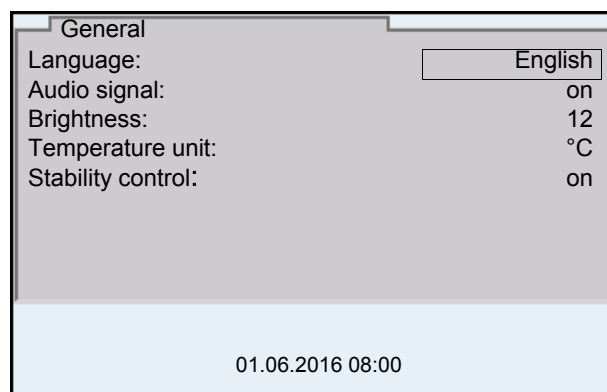 General
Language: English
Audio signal: on
Brightness: 12
Temperature unit: °C
Stability control: on
01.06.2016 08:00